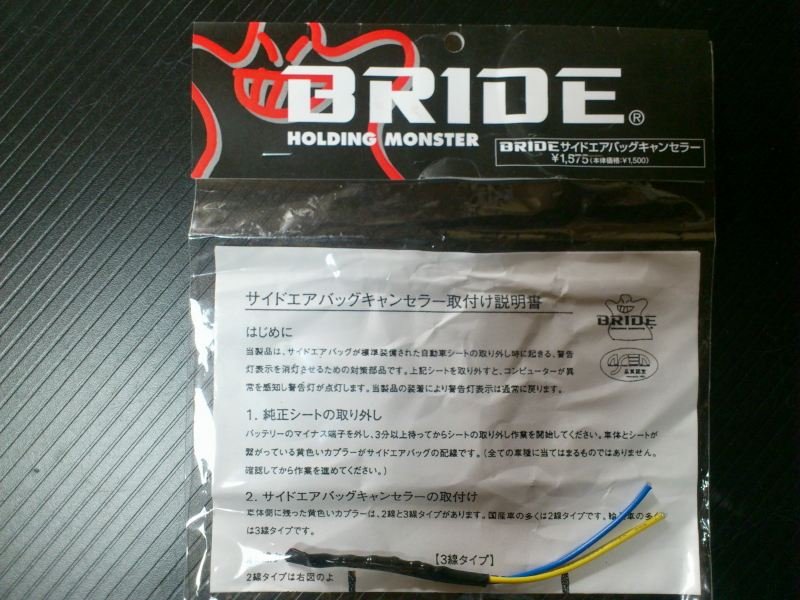 BRIDE®
HOLDING MONSTER
BRIDEサイドエアバッグキャンセラー
¥1,575(本体価格:¥1,500)
サイドエアバッグキャンセラー取付け説明書
BRIDE
はじめに
当製品は、サイドエアバッグが標準装備された自動車シートの取り外し時に起きる、警告
灯表示を消灯させるための対策部品です。上記シートを取り外すと、コンピューターが異
常を感知し警告灯が点灯します。当製品の装着により警告灯表示は通常に戻ります。
1. 純正シートの取り外し
バッテリーのマイナス端子を外し、3分以上待ってからシートの取り外し作業を開始してください。車体とシートが
繋がっている黄色いカプラーがサイドエアバッグの配線です。(全ての車種に当てはまるものではありません。
確認してから作業を進めてください。)
2. サイドエアバッグキャンセラーの取付け
車体側に残った黄色いカプラーは、2線と3線タイプがあります。国産車の多くは2線タイプです。輸 車の多く
は3線タイプです。
【3線タイプ】
2線タイプは右図のよ